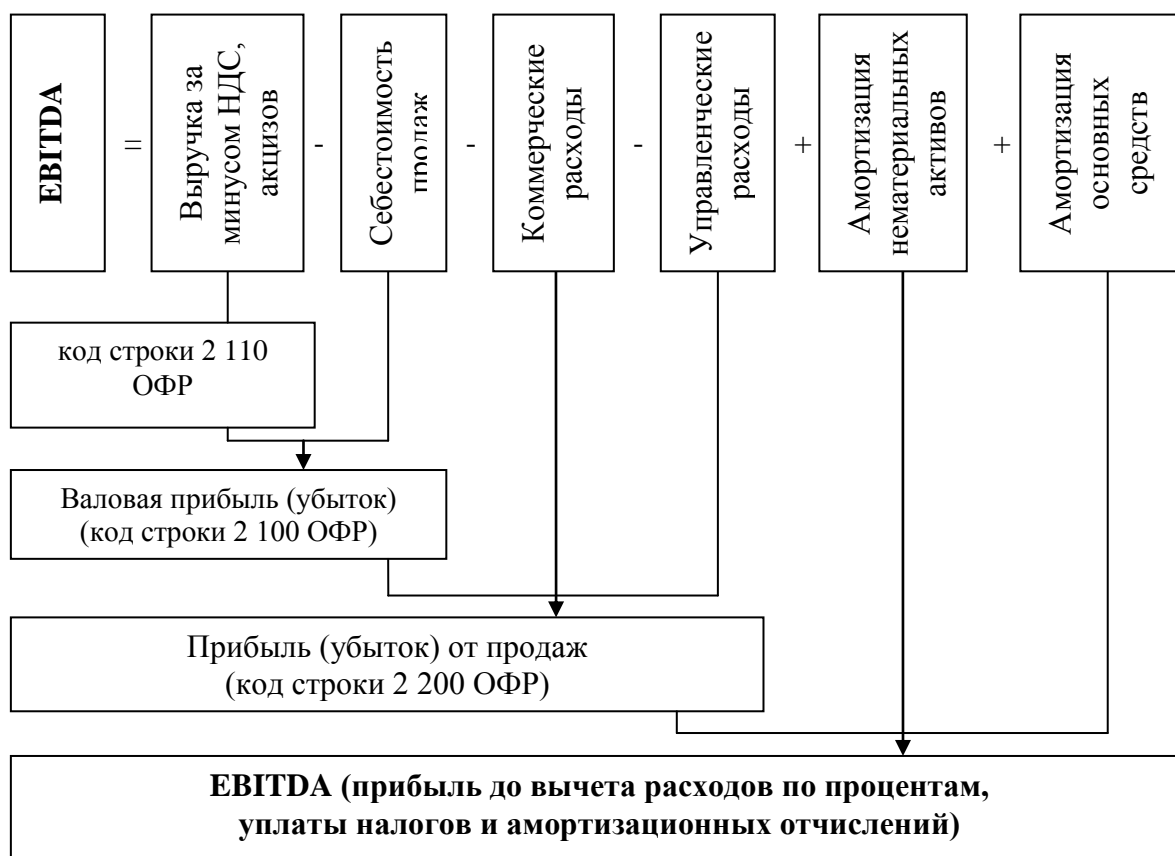 EBITDA
=
Выручка за
минусом НДС,
акцизов
-
Себестоимость
продаж
-
Коммерческие
расходы
-
Управленческие
расходы
+
Амортизация
нематериальных
активов
+
Амортизация
основных
средств
код строки 2 110
ОФР
Валовая прибыль (убыток)
(код строки 2 100 ОФР)
Прибыль (убыток) от продаж
(код строки 2 200 ОФР)
EBITDA (прибыль до вычета расходов по процентам,
уплаты налогов и амортизационных отчислений)